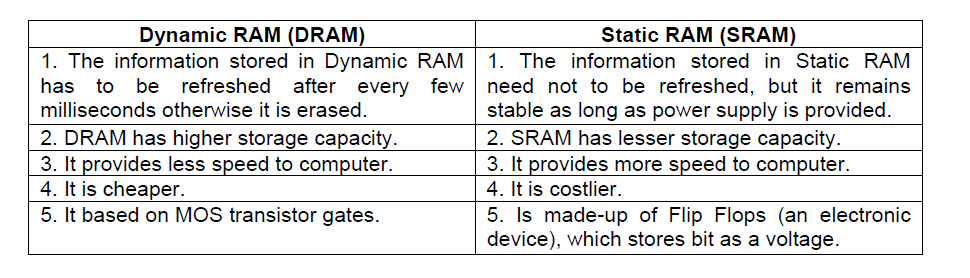 Dynamic RAM (DRAM)
Static RAM (SRAM)
1. The information stored in Dynamic RAM
has to be refreshed after every few
milliseconds otherwise it is erased.
1. The information stored in Static RAM
need not to be refreshed, but it remains
stable as long as power supply is provided.
2. DRAM has higher storage capacity.
2. SRAM has lesser storage capacity.
3. It provides less speed to computer.
3. It provides more speed to computer.
4. It is cheaper.
4. It is costlier.
5. It based on MOS transistor gates.
5. Is made-up of Flip Flops (an electronic
device), which stores bit as a voltage.